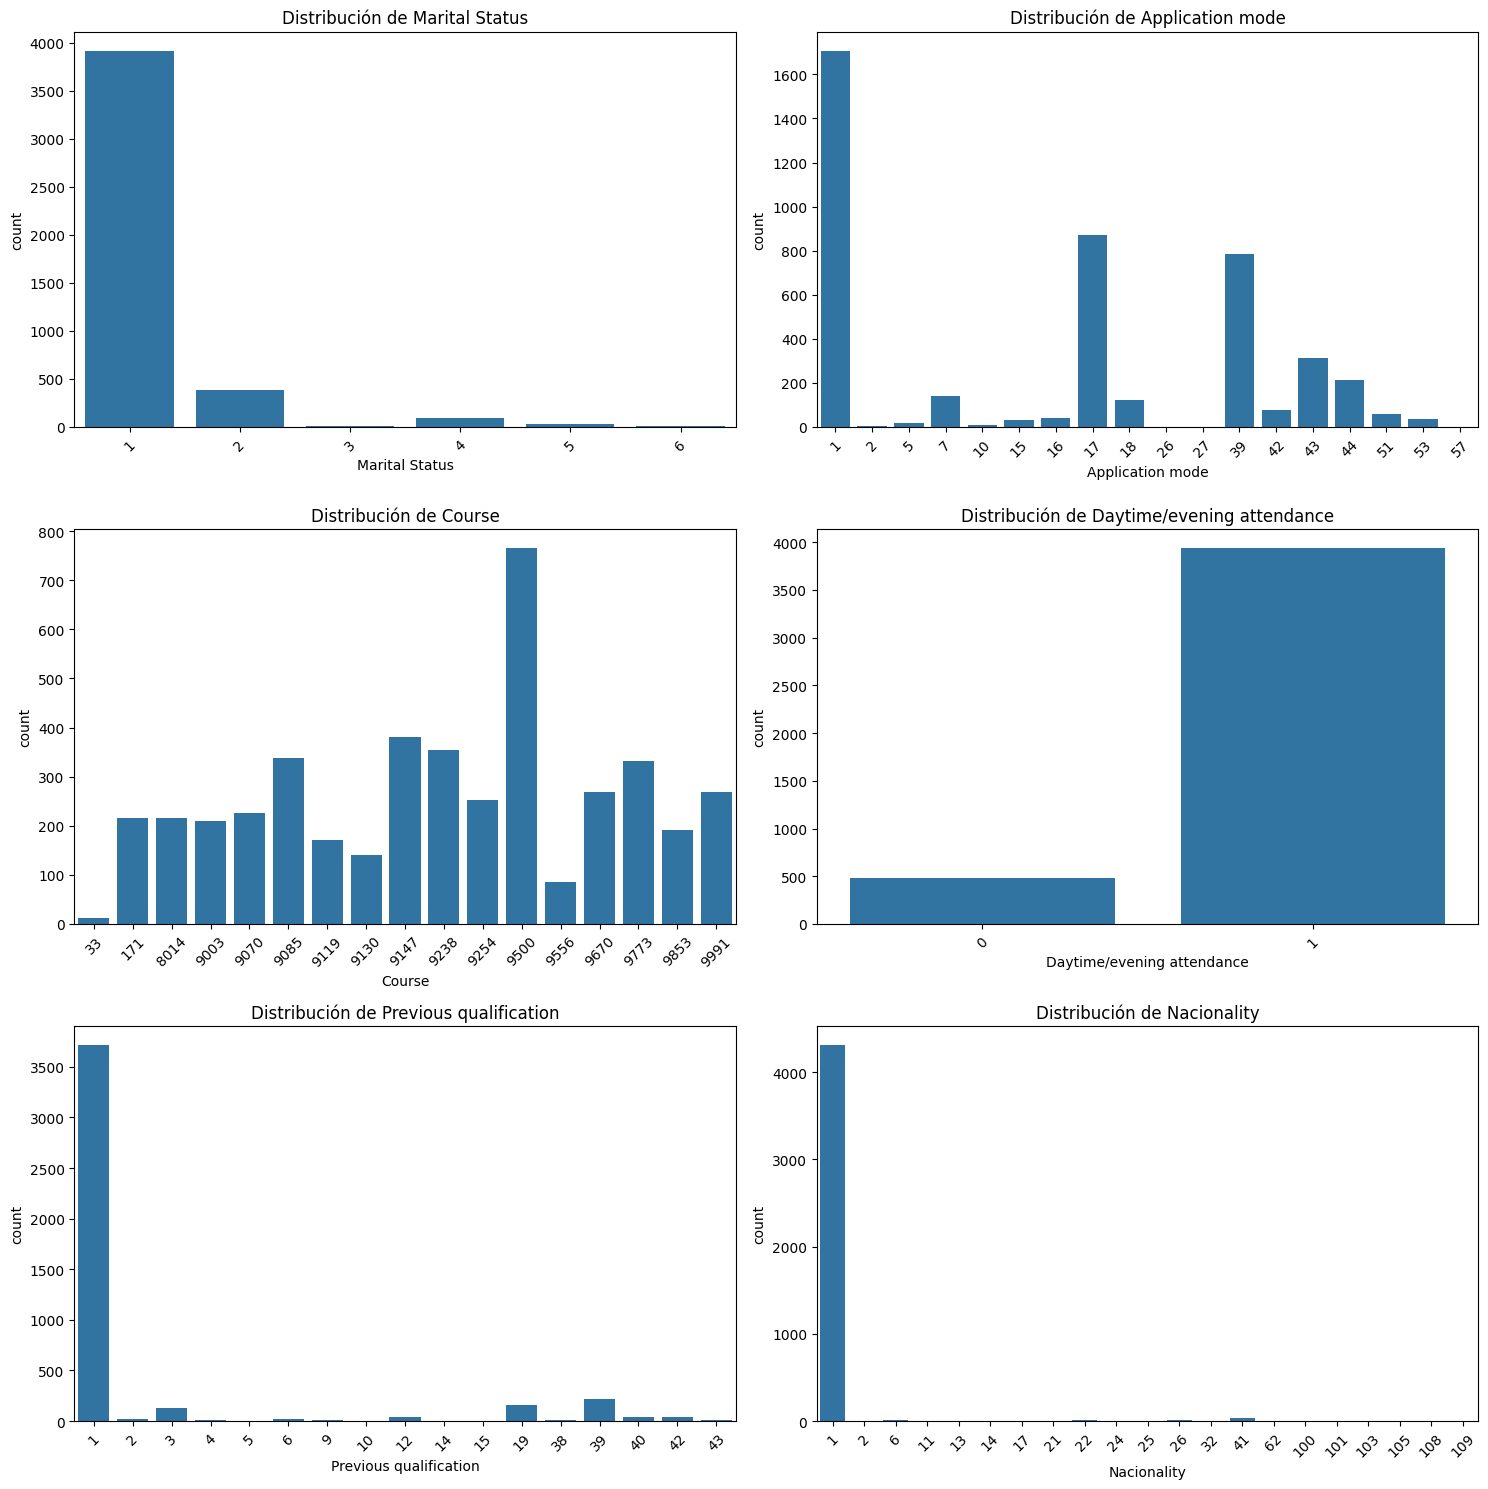 Distribución de Marital Status
4000
3500
3000
2500
2000
1500
1000
500
0
count
1 2 3 4 5 6
Marital Status
Distribución de Application mode
1600
1400
1200
1000
800
600
400
200
0
count
1 2 5 7 10 15 16 17 18 26 27 39 42 43 44 51 53 57
Application mode
Distribución de Course
800
700
600
500
400
300
200
100
0
count
33 171 8014 9003 9070 9085 9119 9130 9147 9238 9254 9500 9556 9670 9773 9853 9991
Course
Distribución de Daytime/evening attendance
4000
3500
3000
2500
2000
1500
1000
500
0
count
0 1
Daytime/evening attendance
Distribución de Previous qualification
3500
3000
2500
2000
1500
1000
500
0
count
1 2 3 4 5 6 9 10 12 14 15 19 38 39 40 42 43
Previous qualification
Distribución de Nacionality
4000
3000
2000
1000
0
count
1 2 6 11 13 14 17 21 22 24 25 26 32 41 62 100 101 103 105 108 109
Nacionality